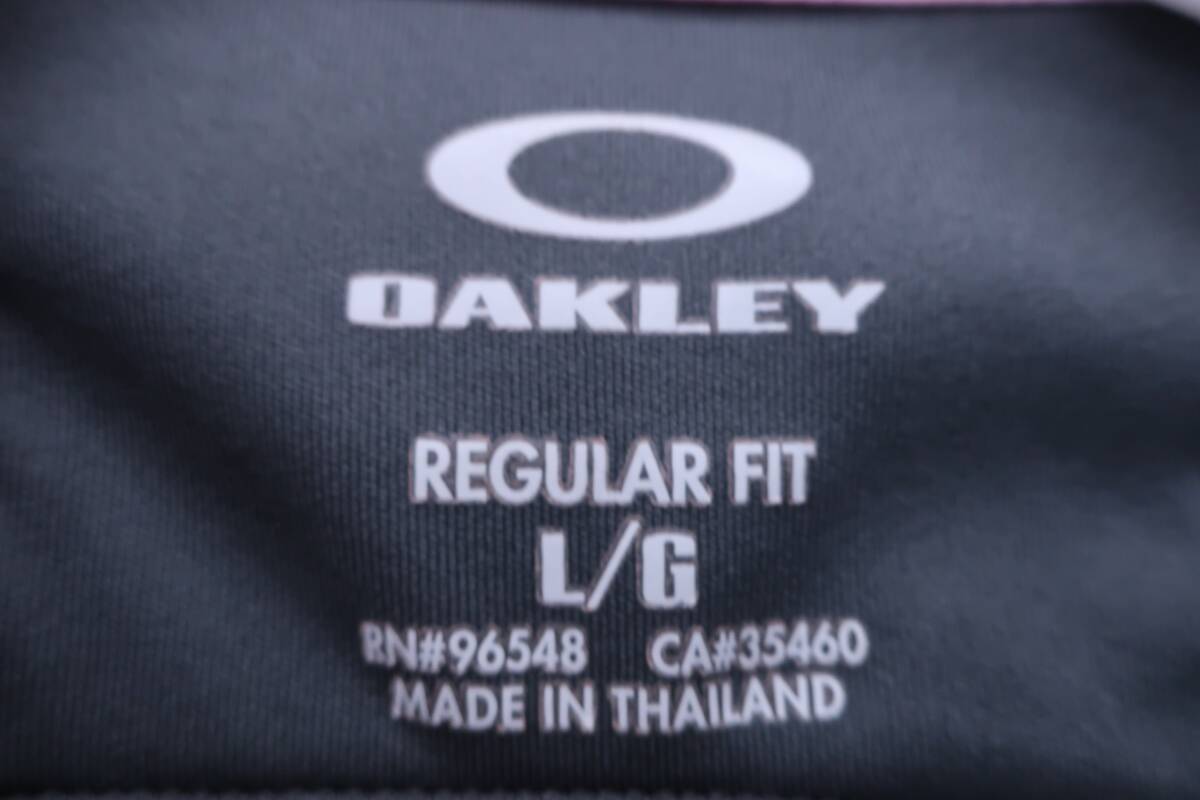 OAKLEY
REGULAR FIT
L/G
RN#96548 CA#35460
MADE IN THAILAND